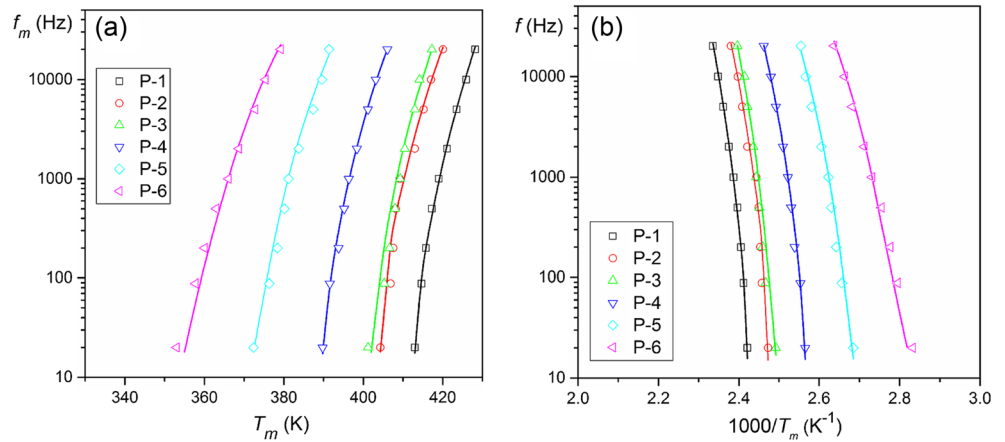 f_m (Hz)
(a)
P-1
P-2
P-3
P-4
P-5
P-6
10000
1000
100
10
340
360
380
400
420
T_m (K)
f (Hz)
(b)
P-1
P-2
P-3
P-4
P-5
P-6
10000
1000
100
10
2.0
2.2
2.4
2.6
2.8
3.0
1000/T_m (K⁻¹)